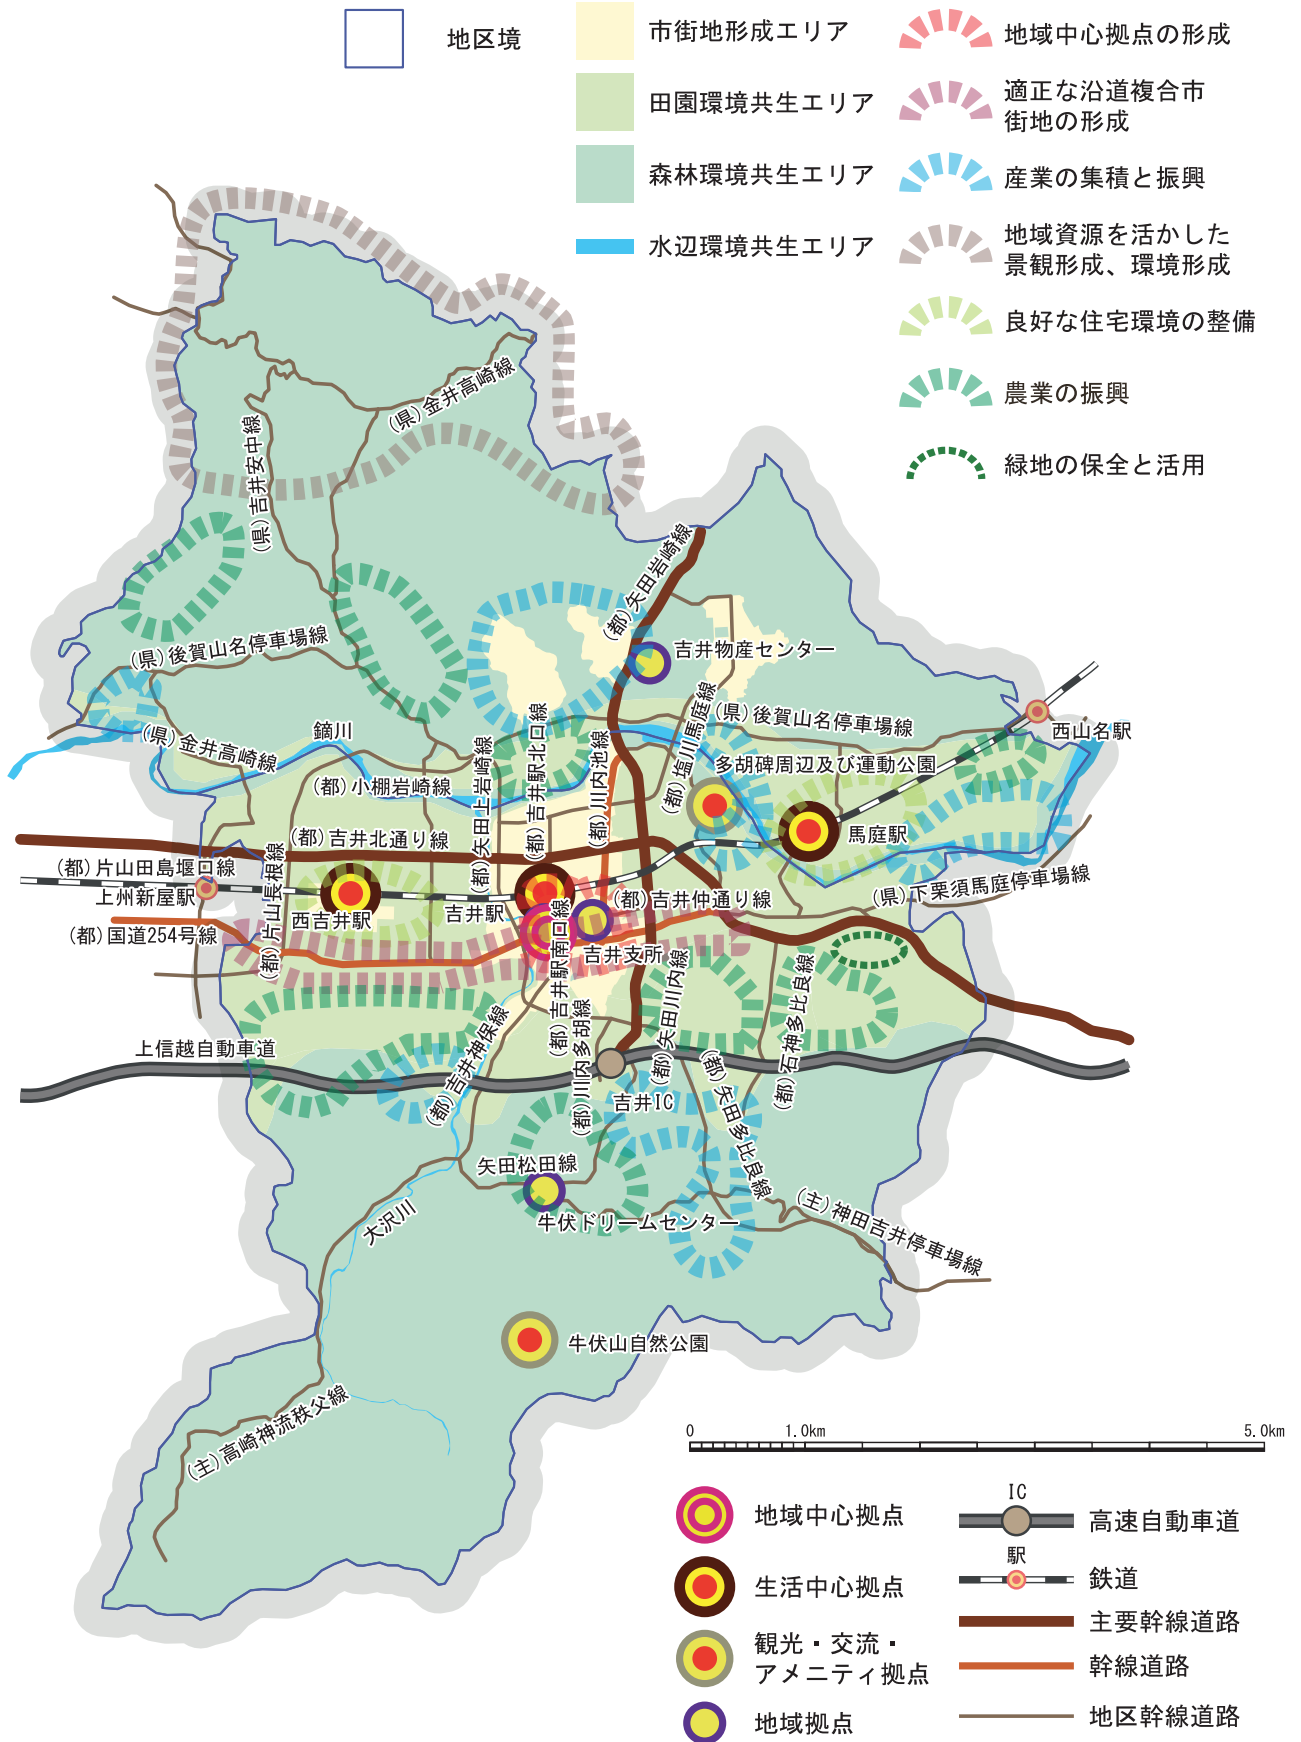 地区境
市街地形成エリア
田園環境共生エリア
森林環境共生エリア
水辺環境共生エリア
地域中心拠点の形成
適正な沿道複合市
街地の形成
産業の集積と振興
地域資源を活かした
景観形成、環境形成
良好な住宅環境の整備
農業の振興
緑地の保全と活用
(県)金井高崎線
(県)吉井安中線
(都)矢田岩崎線
(県)後賀山名停車場線
吉井物産センター
(都)塩川馬庭線
(県)後賀山名停車場線
西山名駅
(県)金井高崎線
鏑川
(都)小棚岩崎線
(都)矢田上岩崎線
(都)吉井駅北口線
(都)川内池線
多胡碑周辺及び運動公園
馬庭駅
(都)吉井北通り線
(都)片山田島堰口線
上州新屋駅
(都)片山長根線
西吉井駅
吉井駅
(都)吉井仲通り線
(県)下栗須馬庭停車場線
(都)国道254号線
吉井支所
(都)吉井駅南口線
(都)矢田川内線
(都)石神多比良線
上信越自動車道
(都)吉井神保線
(都)川内多胡線
吉井IC
(都)矢田多比良線
矢田松田線
牛伏ドリームセンター
(主)神田吉井停車場線
大沢川
牛伏山自然公園
(主)高崎神流秩父線
0
1.0km
5.0km
地域中心拠点
生活中心拠点
観光・交流・
アメニティ拠点
地域拠点
IC
高速自動車道
駅
鉄道
主要幹線道路
幹線道路
地区幹線道路